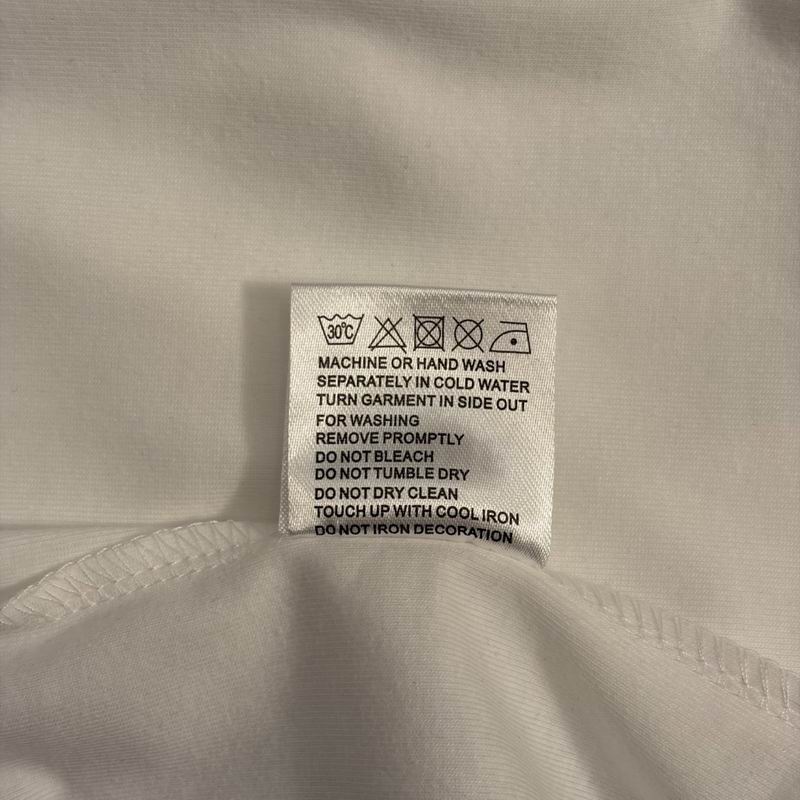 30°C
MACHINE OR HAND WASH
SEPARATELY IN COLD WATER
TURN GARMENT IN SIDE OUT
FOR WASHING
REMOVE PROMPTLY
DO NOT BLEACH
DO NOT TUMBLE DRY
DO NOT DRY CLEAN
TOUCH UP WITH COOL IRON
DO NOT IRON DECORATION